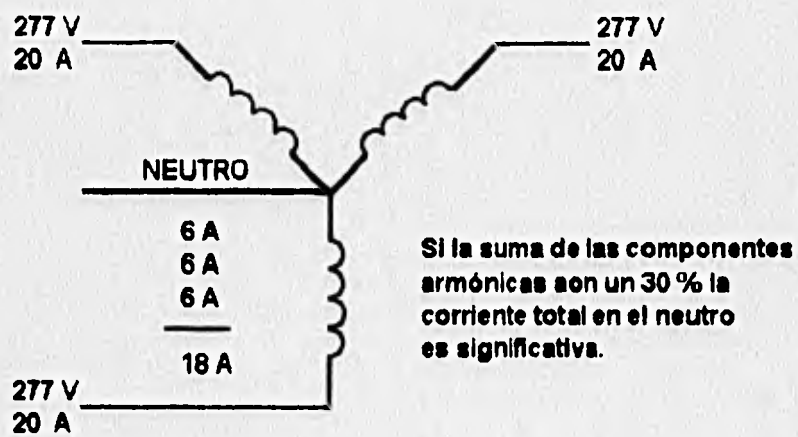 277 V
20 A
277 V
20 A
NEUTRO
6 A
6 A
6 A
18 A
Si la suma de las componentes
armónicas aon un 30 % la
corriente total en el neutro
es significativa.
277 V
20 A